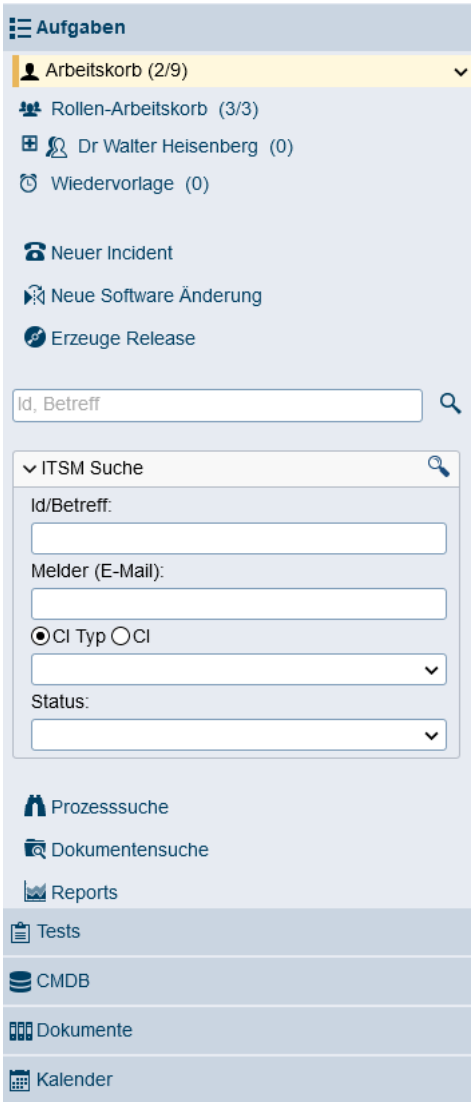 Aufgaben
Arbeitskorb (2/9)
Rollen-Arbeitskorb (3/3)
Dr Walter Heisenberg (0)
Wiedervorlage (0)
Neuer Incident
Neue Software Änderung
Erzeuge Release
Id, Betreff
ITSM Suche
Id/Betreff:
Melder (E-Mail):
CI Typ CI
Status:
Prozesssuche
Dokumentensuche
Reports
Tests
CMDB
Dokumente
Kalender